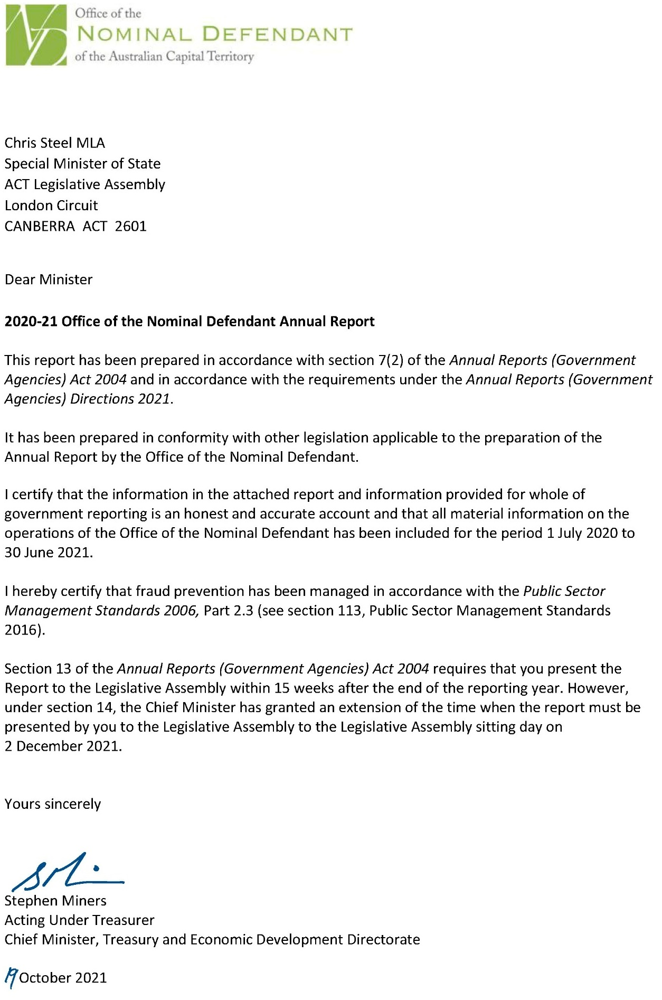 Office of the
NOMINAL DEFENDANT
of the Australian Capital Territory
Chris Steel MLA
Special Minister of State
ACT Legislative Assembly
London Circuit
CANBERRA ACT 2601
Dear Minister
2020-21 Office of the Nominal Defendant Annual Report
This report has been prepared in accordance with section 7(2) of the Annual Reports (Government
Agencies) Act 2004 and in accordance with the requirements under the Annual Reports (Government
Agencies) Directions 2021.
It has been prepared in conformity with other legislation applicable to the preparation of the
Annual Report by the Office of the Nominal Defendant.
I certify that the information in the attached report and information provided for whole of
government reporting is an honest and accurate account and that all material information on the
operations of the Office of the Nominal Defendant has been included for the period 1 July 2020 to
30 June 2021.
I hereby certify that fraud prevention has been managed in accordance with the Public Sector
Management Standards 2006, Part 2.3 (see section 113, Public Sector Management Standards
2016).
Section 13 of the Annual Reports (Government Agencies) Act 2004 requires that you present the
Report to the Legislative Assembly within 15 weeks after the end of the reporting year. However,
under section 14, the Chief Minister has granted an extension of the time when the report must be
presented by you to the Legislative Assembly to the Legislative Assembly sitting day on
2 December 2021.
Yours sincerely
Stephen Miners
Acting Under Treasurer
Chief Minister, Treasury and Economic Development Directorate
19 October 2021